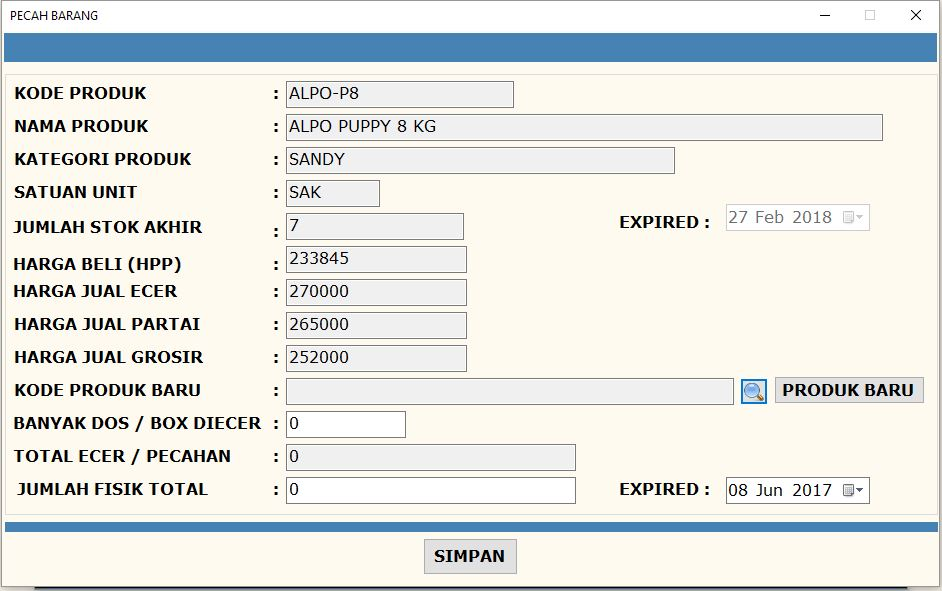 PECAH BARANG
KODE PRODUK : ALPO-P8
NAMA PRODUK : ALPO PUPPY 8 KG
KATEGORI PRODUK : SANDY
SATUAN UNIT : SAK
JUMLAH STOK AKHIR : 7 EXPIRED : 27 Feb 2018
HARGA BELI (HPP) : 233845
HARGA JUAL ECER : 270000
HARGA JUAL PARTAI : 265000
HARGA JUAL GROSIR : 252000
KODE PRODUK BARU : PRODUK BARU
BANYAK DOS / BOX DIECER : 0
TOTAL ECER / PECAHAN : 0
JUMLAH FISIK TOTAL : 0 EXPIRED : 08 Jun 2017
SIMPAN